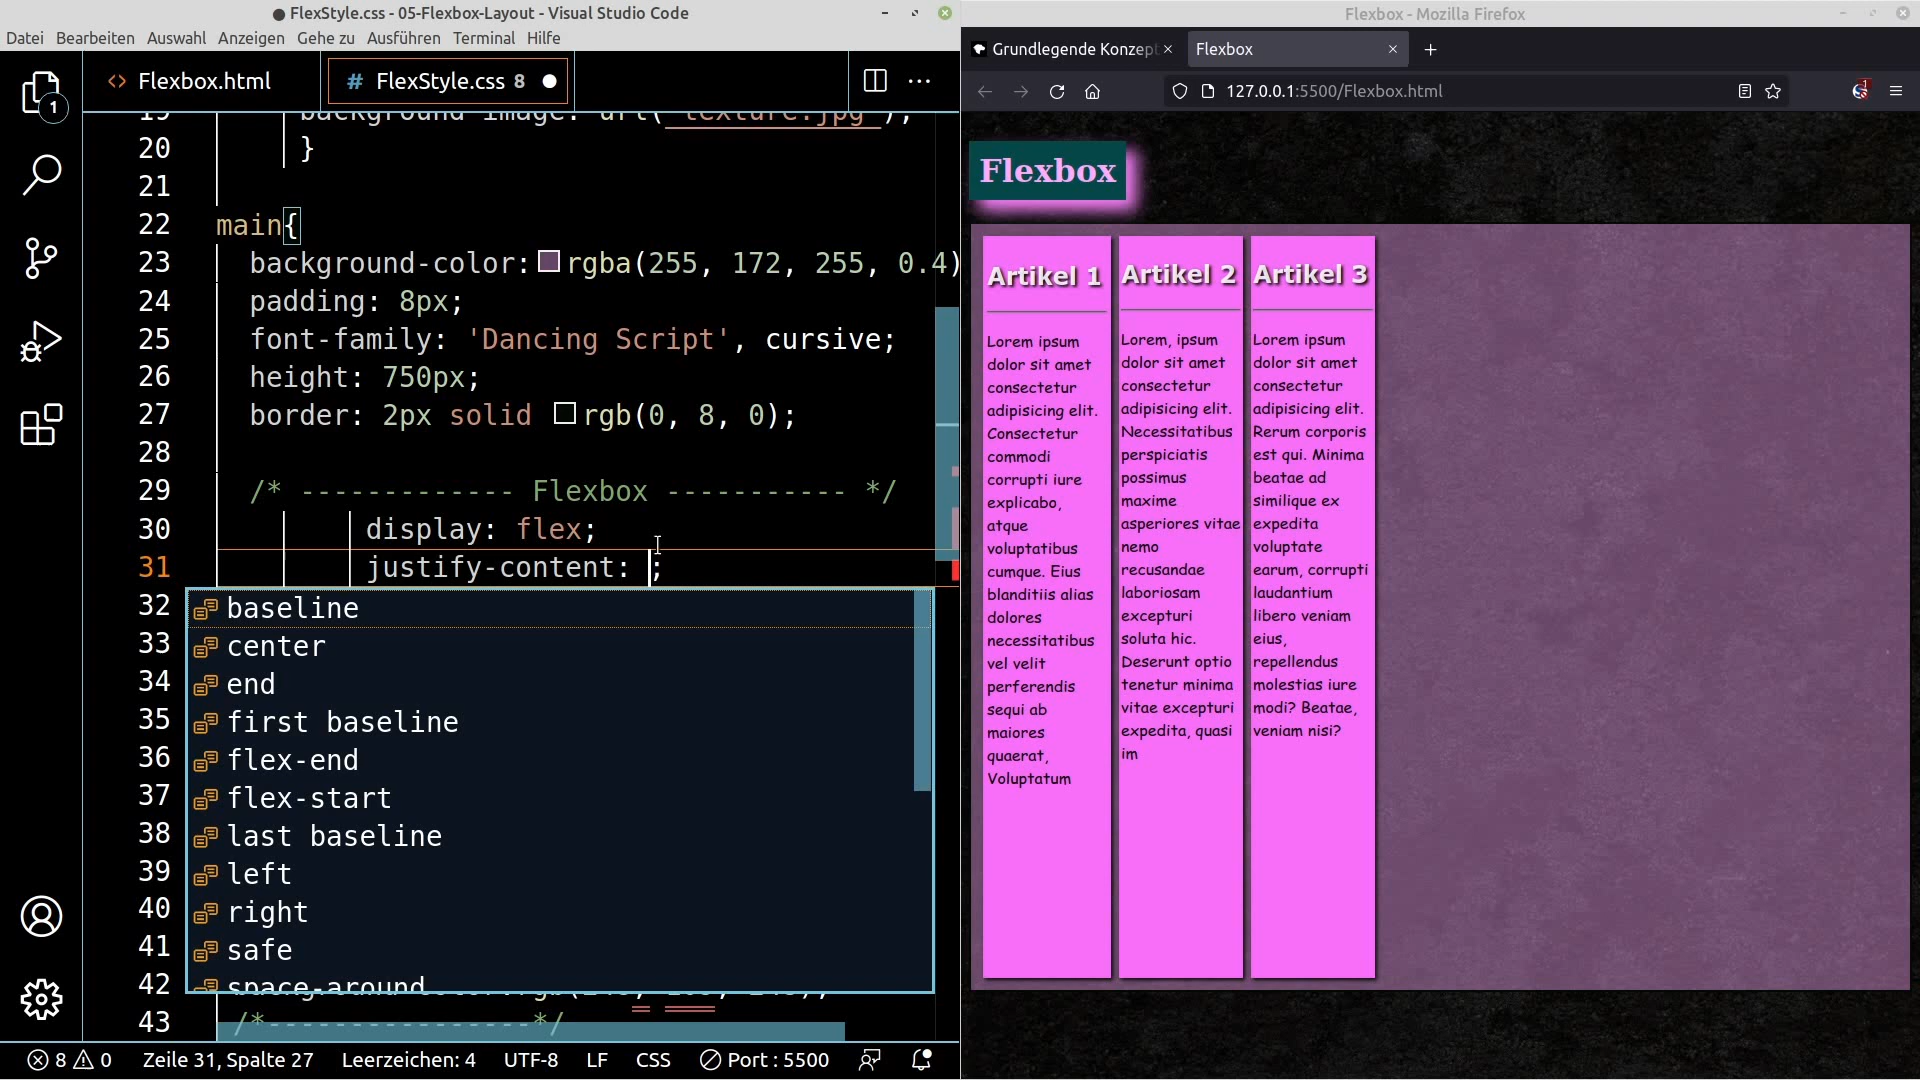 FlexStyle.css - 05-Flexbox-Layout - Visual Studio Code
Datei Bearbeiten Auswahl Anzeigen Gehe zu Ausführen Terminal Hilfe
1
Flexbox.html
# FlexStyle.css 8
19 background-image: url("texture.jpg");
20 }
21
22 main{
23 background-color: rgba(255, 172, 255, 0.4)
24 padding: 8px;
25 font-family: 'Dancing Script', cursive;
26 height: 750px;
27 border: 2px solid rgb(0, 8, 0);
28
29 /* ------------- Flexbox ----------- */
30 display: flex;
31 justify-content: ;
32 baseline
33 center
34 end
35 first baseline
36 flex-end
37 flex-start
38 last baseline
39 left
40 right
41 safe
42 space-around
43 /*----------------*/
8 0 Zeile 31, Spalte 27 Leerzeichen: 4 UTF-8 LF CSS Port : 5500
Flexbox - Mozilla Firefox
Grundlegende Konzept
Flexbox
127.0.0.1:5500/Flexbox.html
1
Flexbox
Artikel 1
Lorem ipsum
dolor sit amet
consectetur
adipisicing elit.
Consectetur
commodi
corrupti iure
explicabo,
atque
voluptatibus
cumque. Eius
blanditiis alias
dolores
necessitatibus
vel velit
perferendis
sequi ab
maiores
quaerat,
Voluptatum
Artikel 2
Lorem, ipsum
dolor sit amet
consectetur
adipisicing elit.
Necessitatibus
perspiciatis
possimus
maxime
asperiores vitae
nemo
recusandae
laboriosam
excepturi
soluta hic.
Deserunt optio
tenetur minima
vitae excepturi
expedita, quasi
im
Artikel 3
Lorem ipsum
dolor sit amet
consectetur
adipisicing elit.
Rerum corporis
est qui. Minima
beatae ad
similique ex
expedita
voluptate
earum, corrupti
laudantium
libero veniam
eius,
repellendus
molestias iure
modi? Beatae,
veniam nisi?